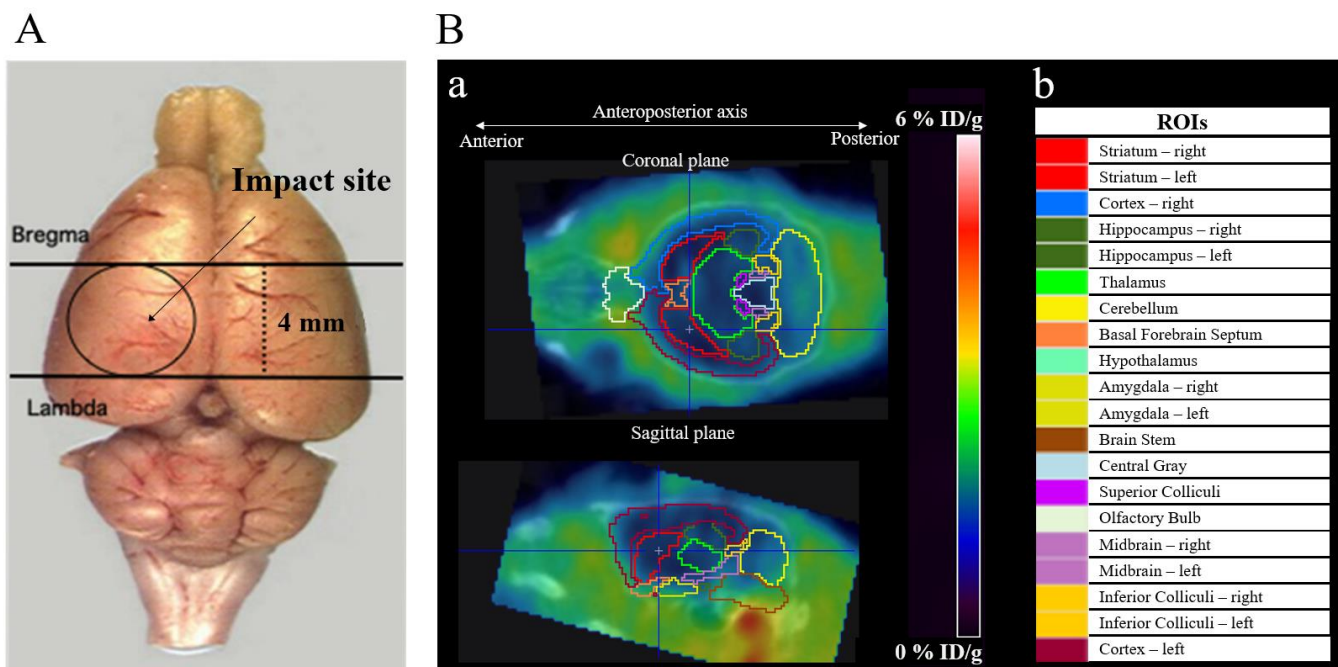 A
B
Impact site
Bregma
4 mm
Lambda
a
Anteroposterior axis
Anterior
Posterior
Coronal plane
Sagittal plane
6 % ID/g
0 % ID/g
b
ROIs
Striatum – right
Striatum – left
Cortex – right
Hippocampus – right
Hippocampus – left
Thalamus
Cerebellum
Basal Forebrain Septum
Hypothalamus
Amygdala – right
Amygdala – left
Brain Stem
Central Gray
Superior Colliculi
Olfactory Bulb
Midbrain – right
Midbrain – left
Inferior Colliculi – right
Inferior Colliculi – left
Cortex – left